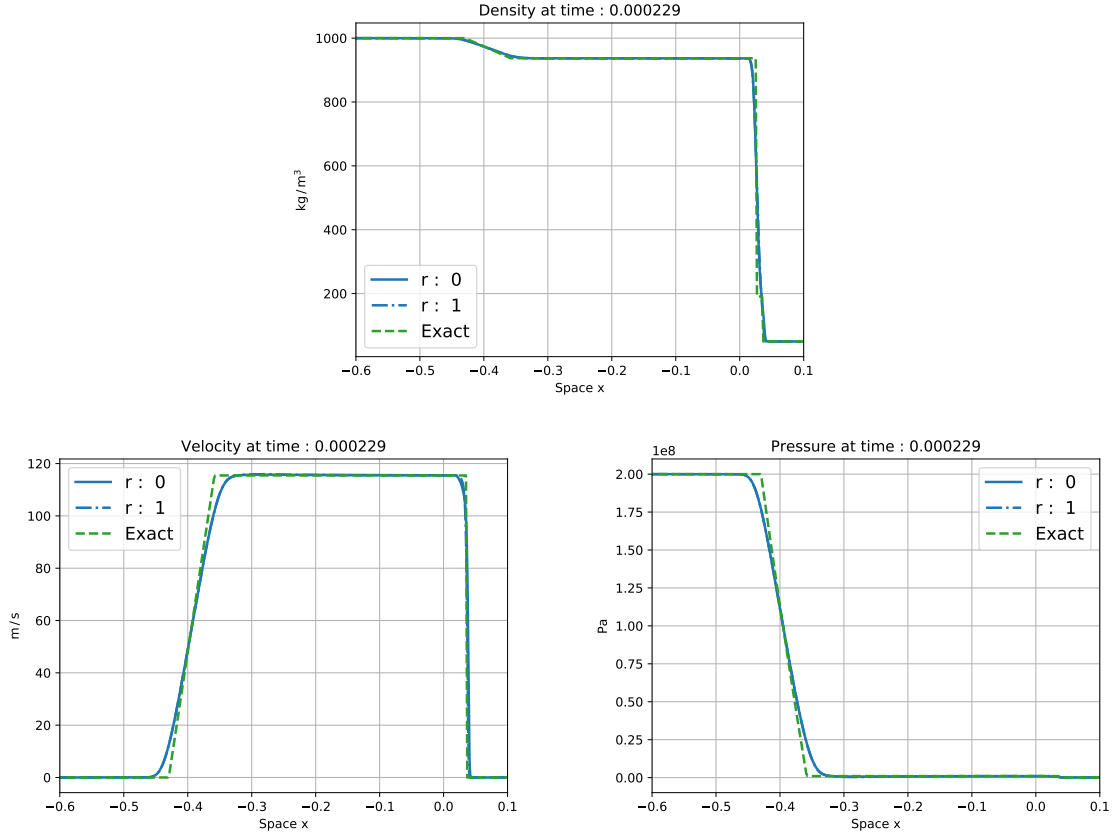 Density at time : 0.000229
1000
800
600
400
200
kg / m³
r : 0
r : 1
Exact
−0.6 −0.5 −0.4 −0.3 −0.2 −0.1 0.0 0.1
Space x
Velocity at time : 0.000229
120
100
80
60
40
20
0
m / s
r : 0
r : 1
Exact
−0.6 −0.5 −0.4 −0.3 −0.2 −0.1 0.0 0.1
Space x
Pressure at time : 0.000229
1e8
2.00
1.75
1.50
1.25
1.00
0.75
0.50
0.25
0.00
Pa
r : 0
r : 1
Exact
−0.6 −0.5 −0.4 −0.3 −0.2 −0.1 0.0 0.1
Space x